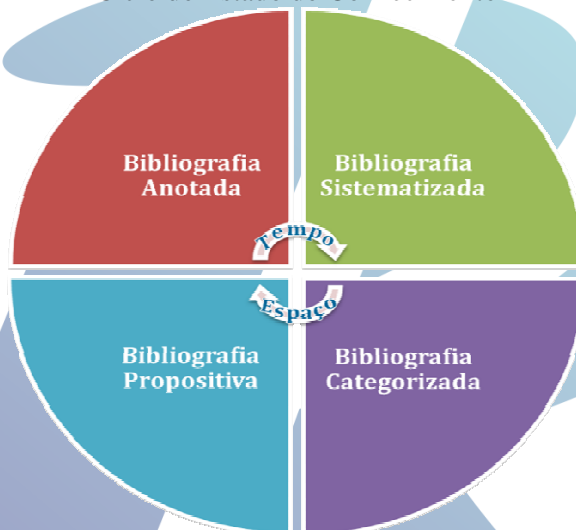 Bibliografia
Anotada
Bibliografia
Sistematizada
Tempo
Espaço
Bibliografia
Propositiva
Bibliografia
Categorizada